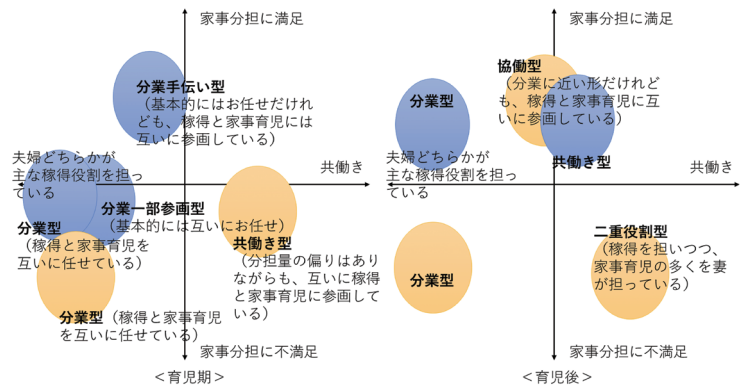 家事分担に満足
分業手伝い型
（基本的にはお任せだけれ
ども、稼得と家事育児には
互いに参画している）
夫婦どちらかが
主な稼得役割を担っ
ている
共働き
分業一部参画型
（基本的には互いにお任せ）
分業型
（稼得と家事育児を
互いに任せている）
共働き型
（分担量の偏りはあり
ながらも、互いに稼得
と家事育児に参画して
いる）
分業型（稼得と家事育児
を互いに任せている）
家事分担に不満足
＜育児期＞
家事分担に満足
協働型
（分業に近い形だけれど
も、稼得と家事育児に互
いに参画している）
分業型
共働き型
夫婦どちらかが
主な稼得役割を担って
いる
共働き
二重役割型
（稼得を担いつつ、
家事育児の多くを妻
が担っている）
分業型
家事分担に不満足
＜育児後＞